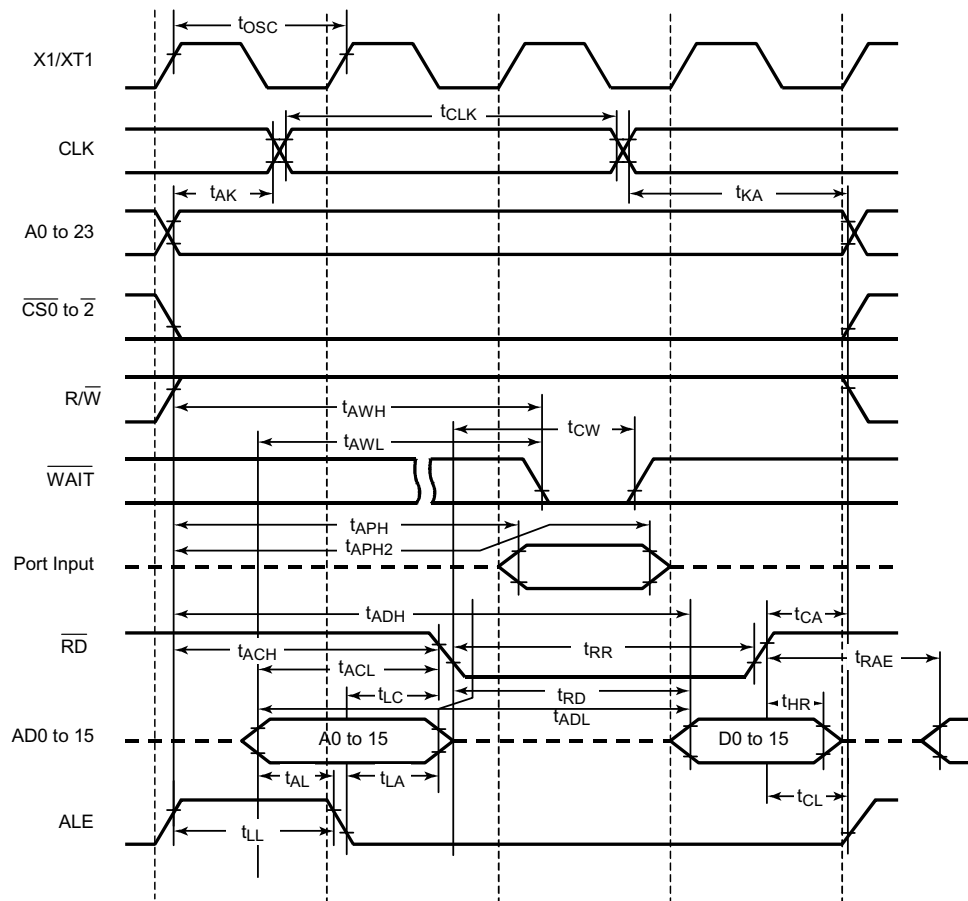 tOSC
X1/XT1
tCLK
CLK
tAK
tKA
A0 to 23
CS0 to 2
R/W
tAWH
tCW
tAWL
WAIT
tAPH
tAPH2
Port Input
tADH
tCA
RD
tACH
tRR
tACL
tRAE
tLC
tRD
tHR
tADL
AD0 to 15
A0 to 15
D0 to 15
tAL
tLA
tCL
ALE
tLL